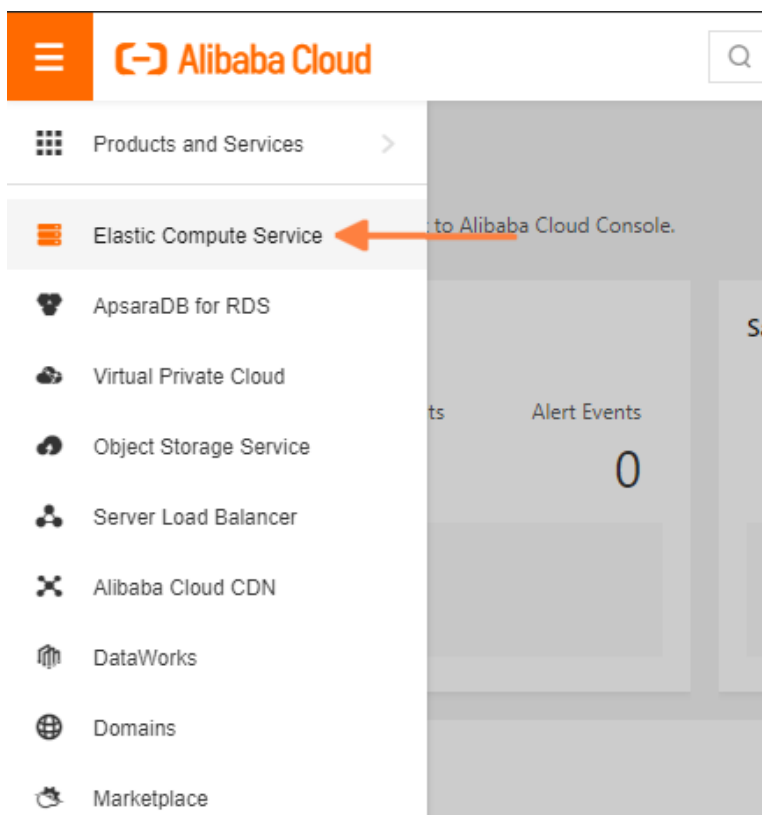 Alibaba Cloud
Products and Services
Elastic Compute Service
to Alibaba Cloud Console.
ApsaraDB for RDS
Virtual Private Cloud
ts
Alert Events
Object Storage Service
0
Server Load Balancer
Alibaba Cloud CDN
DataWorks
Domains
Marketplace